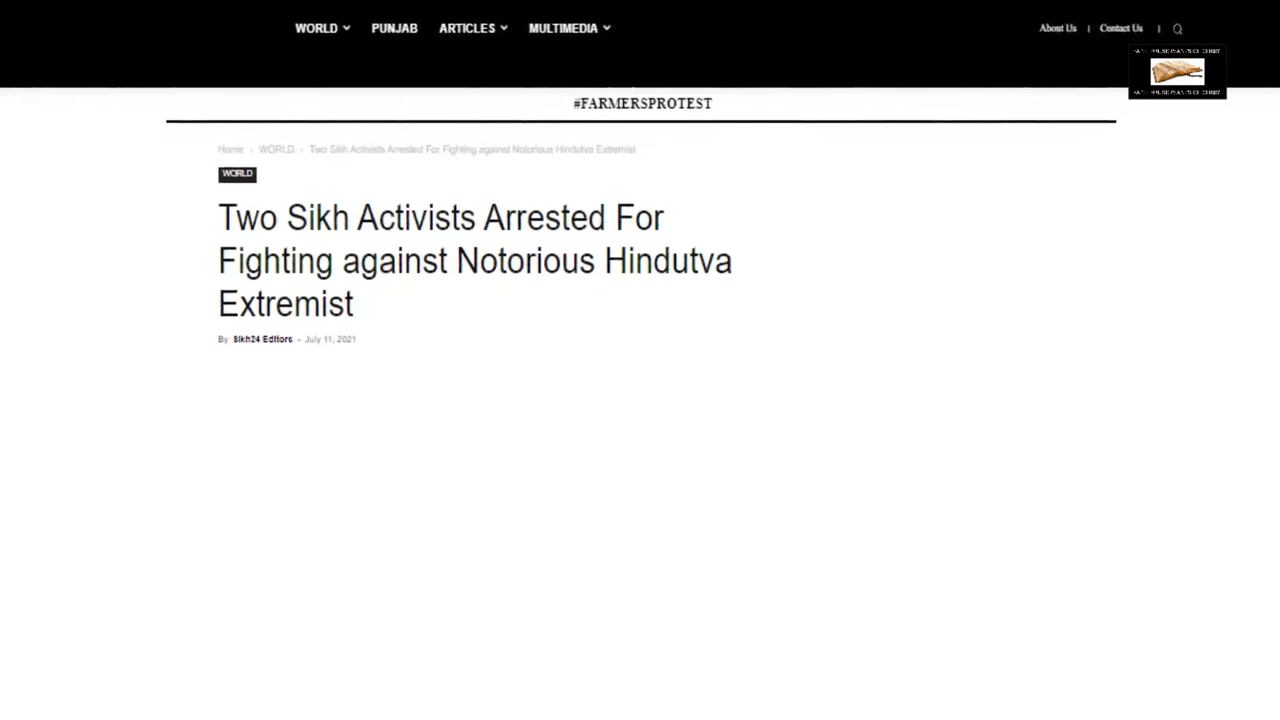 WORLD PUNJAB ARTICLES MULTIMEDIA About Us | Contact Us |
#FARMERSPROTEST
Home › WORLD › Two Sikh Activists Arrested For Fighting against Notorious Hindutva Extremist
WORLD
Two Sikh Activists Arrested For
Fighting against Notorious Hindutva
Extremist
By Sikh24 Editors - July 11, 2021